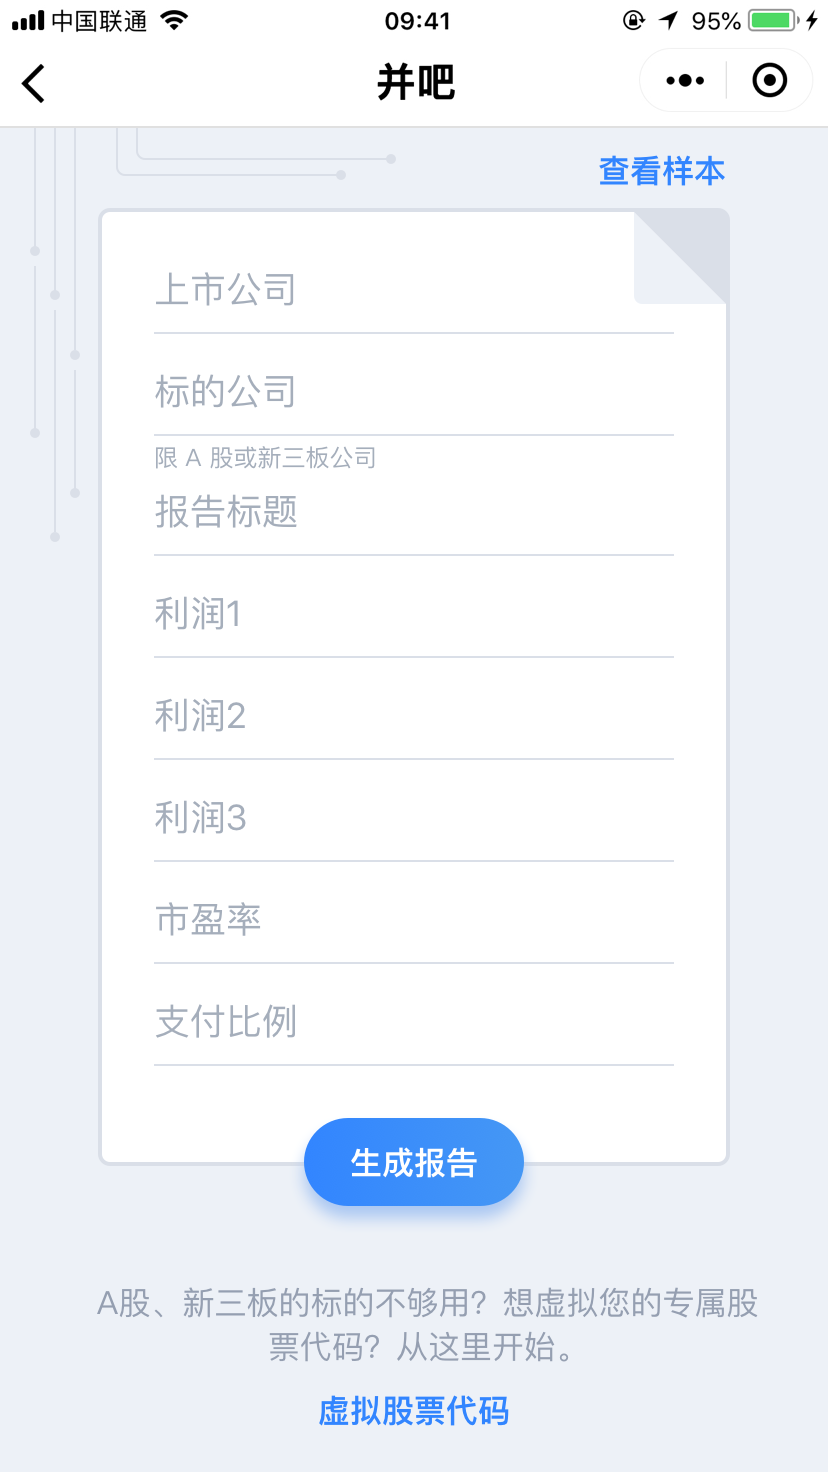 中国联通 09:41 95%
并吧
查看样本
上市公司
标的公司
限 A 股或新三板公司
报告标题
利润1
利润2
利润3
市盈率
支付比例
生成报告
A股、新三板的标的不够用？想虚拟您的专属股
票代码？从这里开始。
虚拟股票代码